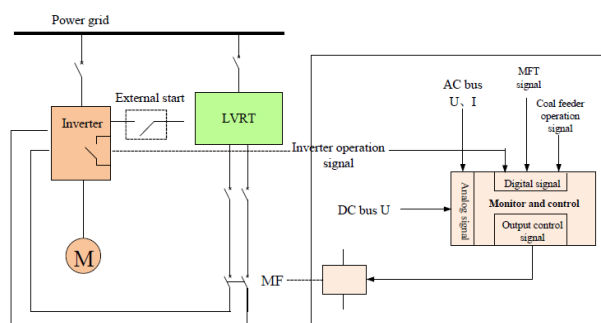 Power grid
External start
Inverter
LVRT
Inverter operation
signal
M
AC bus
U、I
MFT
signal
Coal feeder
operation
signal
Analog signal
Digital signal
Monitor and control
Output control
signal
DC bus U
MF